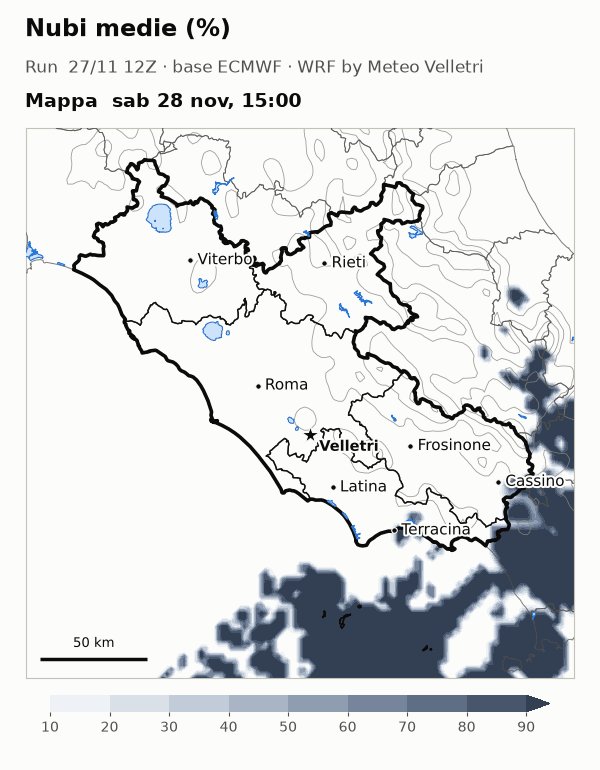 Nubi medie (%)
Run  27/11 12Z · base ECMWF · WRF by Meteo Velletri
Mappa  sab 28 nov, 15:00
Viterbo
Rieti
Roma
Velletri
Frosinone
Latina
Cassino
Terracina
50 km
10 20 30 40 50 60 70 80 90